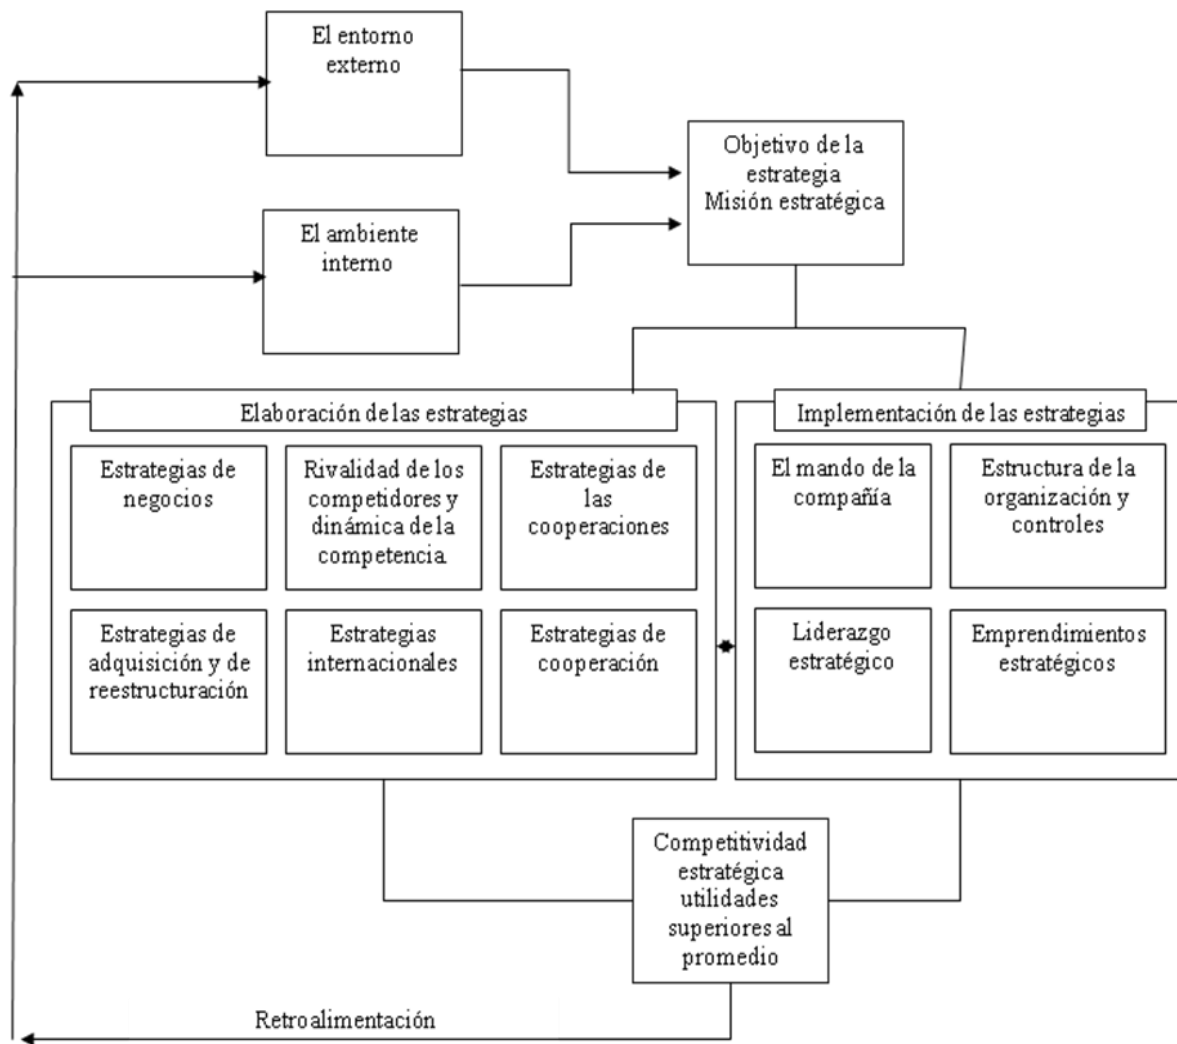 El entorno
externo
Objetivo de la
estrategia
Misión estratégica
El ambiente
interno
Elaboración de las estrategias
Implementación de las estrategias
Estrategias de
negocios
Rivalidad de los
competidores y
dinámica de la
competencia
Estrategias de
las
cooperaciones
El mando de la
compañía
Estructura de la
organización y
controles
Estrategias de
adquisición y de
reestructuración
Estrategias
internacionales
Estrategias de
cooperación
Liderazgo
estratégico
Emprendimientos
estratégicos
Competitividad
estratégica
utilidades
superiores al
promedio
Retroalimentación